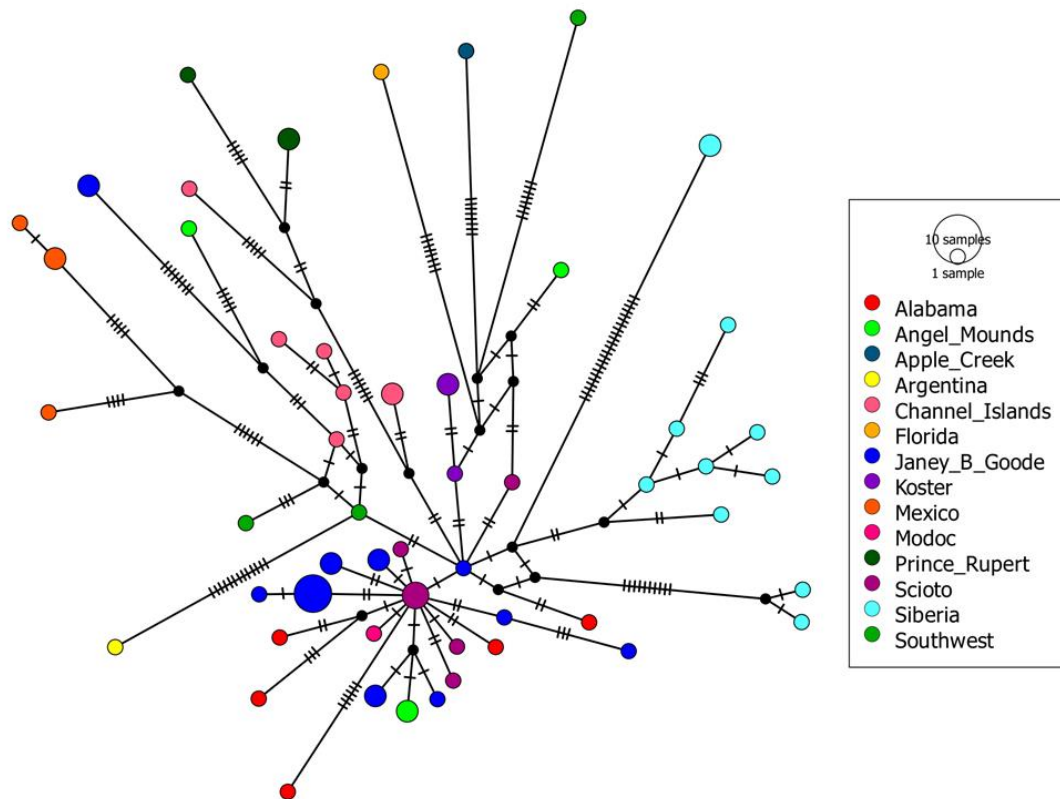 10 samples
1 sample
Alabama
Angel_Mounds
Apple_Creek
Argentina
Channel_Islands
Florida
Janey_B_Goode
Koster
Mexico
Modoc
Prince_Rupert
Scioto
Siberia
Southwest